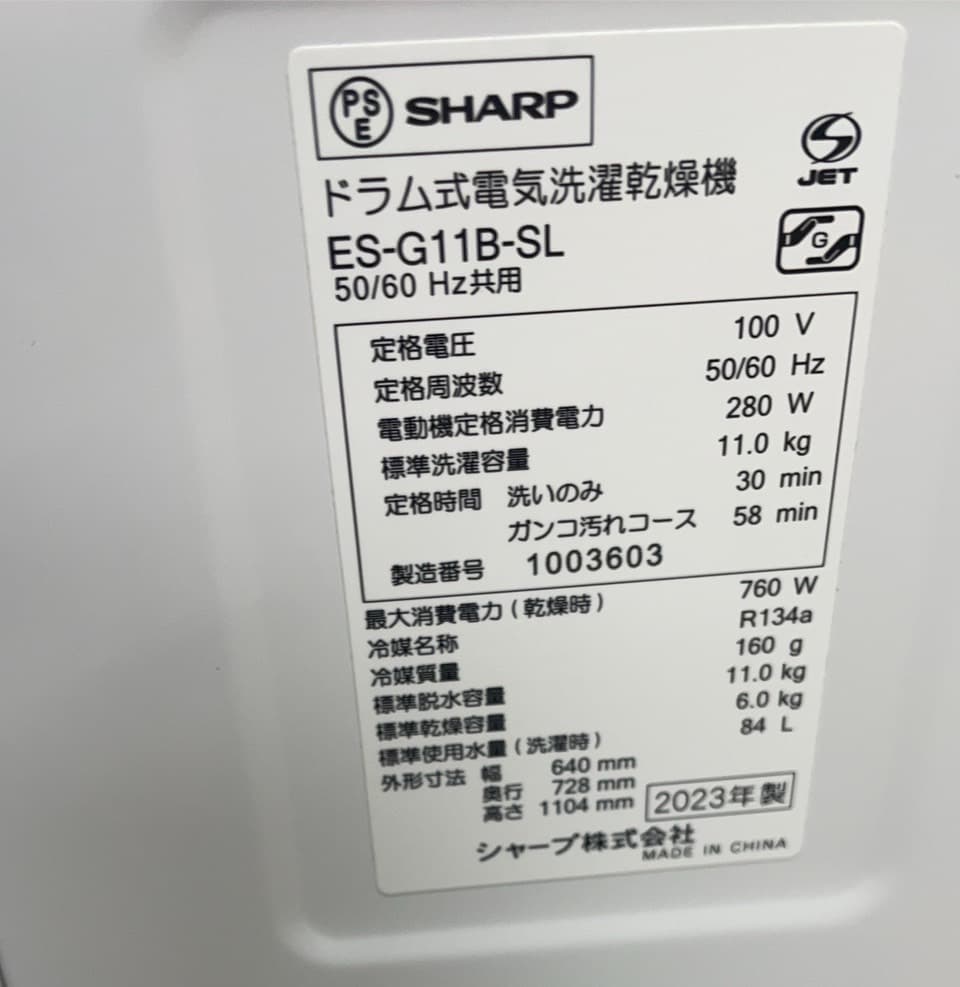 PSE SHARP
JET
ドラム式電気洗濯乾燥機
ES-G11B-SL
G
50/60 Hz共用
定格電圧 100 V
定格周波数 50/60 Hz
電動機定格消費電力 280 W
標準洗濯容量 11.0 kg
定格時間 洗いのみ 30 min
ガンコ汚れコース 58 min
製造番号 1003603
最大消費電力(乾燥時) 760 W
冷媒名称 R134a
冷媒質量 160 g
標準脱水容量 11.0 kg
標準乾燥容量 6.0 kg
標準使用水量(洗濯時) 84 L
外形寸法 幅 640 mm
奥行 728 mm
高さ 1104 mm
2023年製
シャープ株式会社
MADE IN CHINA